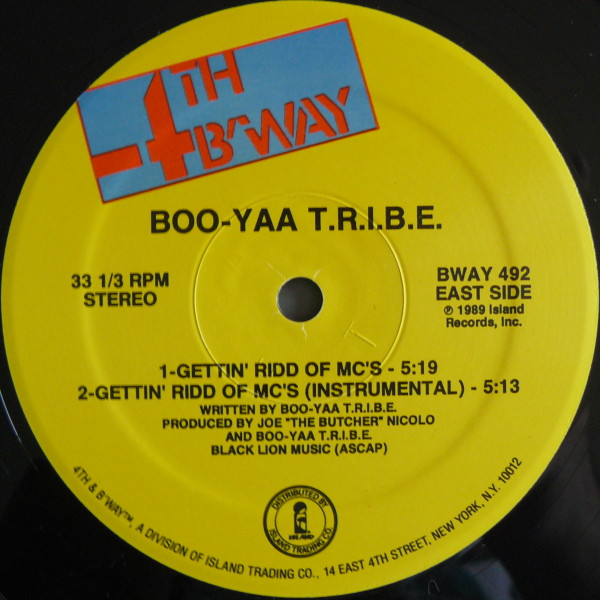 4TH
B'WAY
BOO-YAA T.R.I.B.E.
33 1/3 RPM
STEREO
BWAY 492
EAST SIDE
℗ 1989 Island
Records, Inc.
1-GETTIN' RIDD OF MC'S - 5:19
2-GETTIN' RIDD OF MC'S (INSTRUMENTAL) - 5:13
WRITTEN BY BOO-YAA T.R.I.B.E.
PRODUCED BY JOE "THE BUTCHER" NICOLO
AND BOO-YAA T.R.I.B.E.
BLACK LION MUSIC (ASCAP)
DISTRIBUTED BY
ISLAND
ISLAND TRADING CO.
4TH & B'WAY™, A DIVISION OF ISLAND TRADING CO., 14 EAST 4TH STREET, NEW YORK, N.Y. 10012